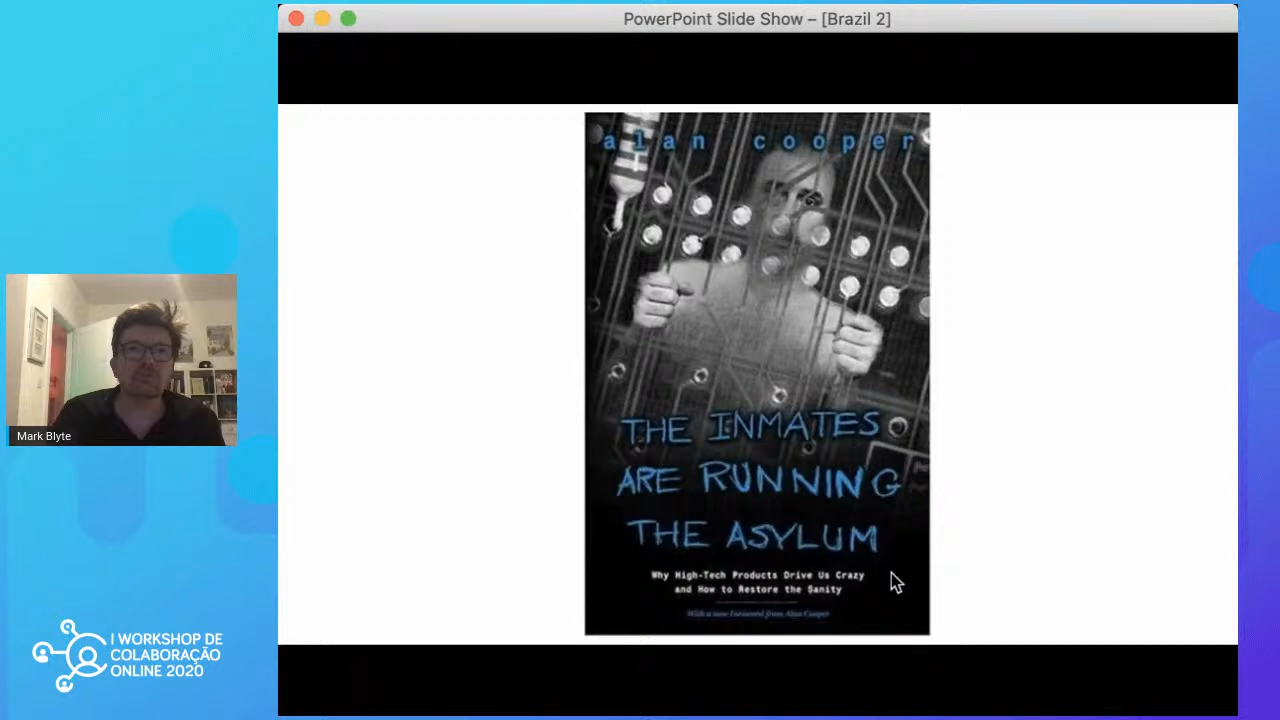 PowerPoint Slide Show – [Brazil 2]
alan cooper
THE INMATES
ARE RUNNING
THE ASYLUM
Why High-Tech Products Drive Us Crazy
and How to Restore the Sanity
With a new Foreword from Alan Cooper
Mark Blyte
I WORKSHOP DE
COLABORAÇÃO
ONLINE 2020